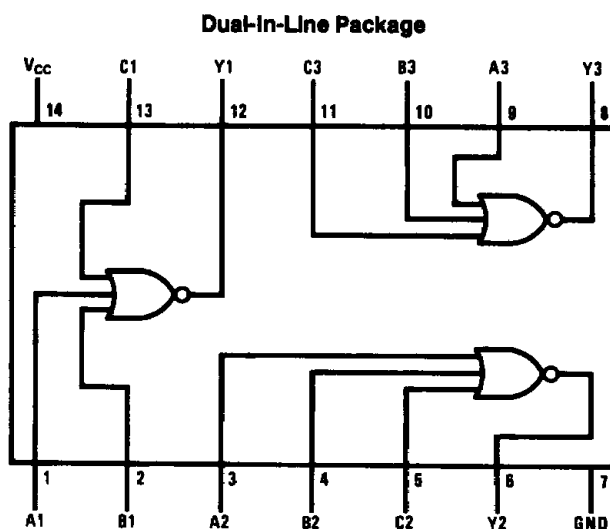 Dual-In-Line Package
VCC C1 Y1 C3 B3 A3 Y3
14 13 12 11 10 9 8
1 2 3 4 5 6 7
A1 B1 A2 B2 C2 Y2 GND